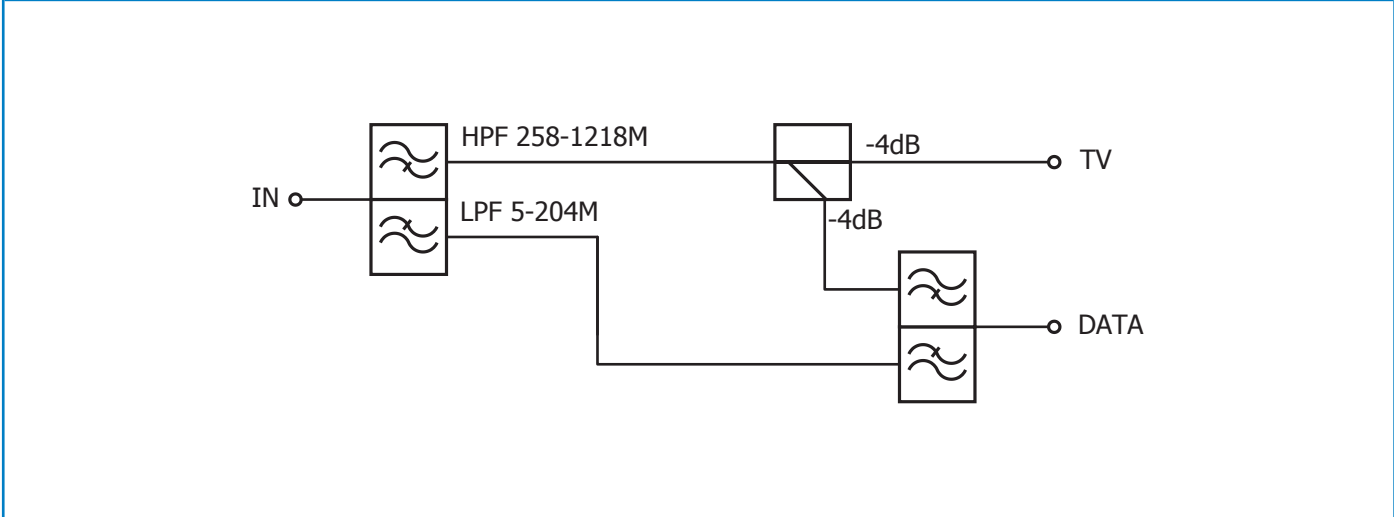 HPF 258-1218M
-4dB
TV
IN
LPF 5-204M
-4dB
DATA